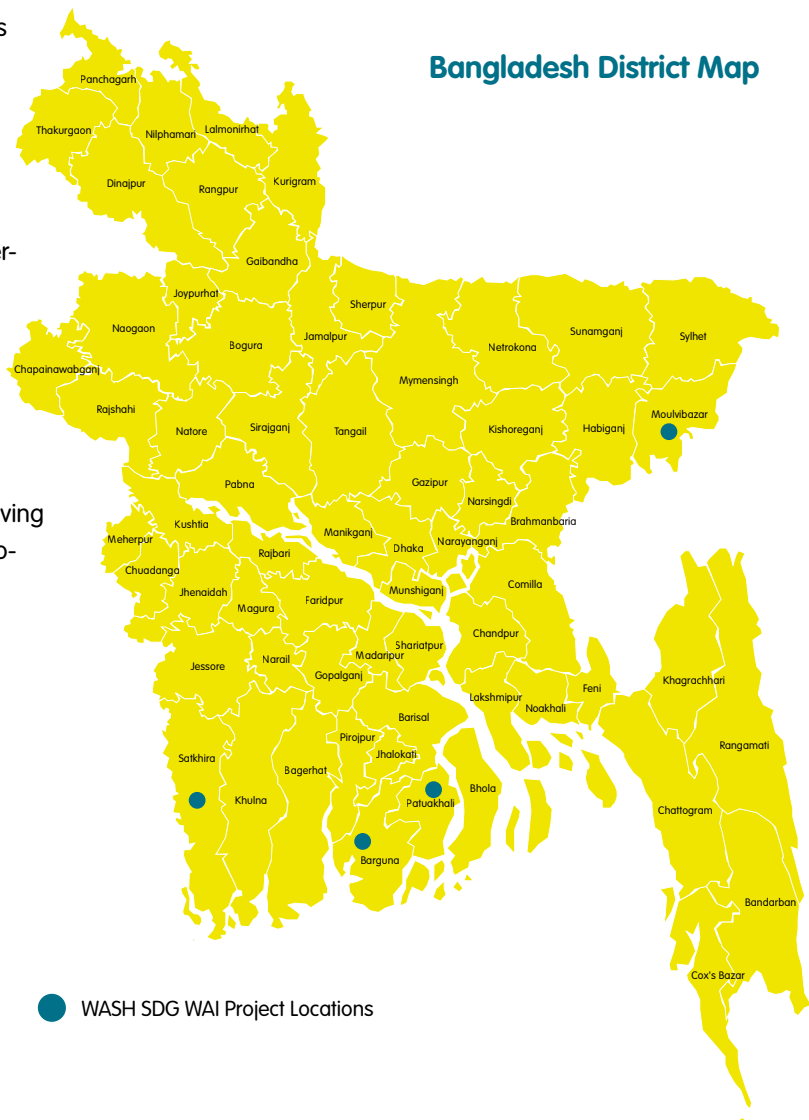 s
Bangladesh District Map
Panchagarh
Thakurgaon
Nilphamari
Lalmonirhat
Dinajpur
Rangpur
Kurigram
er-
Gaibandha
Joypurhat
Sherpur
Naogaon
Jamalpur
Bogura
Netrokona
Sunamganj
Sylhet
Chapainawabganj
Mymensingh
Rajshahi
Moulvibazar
Natore
Sirajganj
Tangail
Kishoreganj
Habiganj
Pabna
Gazipur
Narsingdi
ving
Kushtia
Brahmanbaria
Meherpur
Manikganj
Dhaka
Narayanganj
o-
Rajbari
Chuadanga
Comilla
Jhenaidah
Munshiganj
Magura
Faridpur
Chandpur
Shariatpur
Madaripur
Jessore
Narail
Gopalganj
Khagrachhari
Feni
Lakshmipur
Noakhali
Barisal
Pirojpur
Rangamati
Satkhira
Jhalokati
Bagerhat
Bhola
Khulna
Patuakhali
Chattogram
Barguna
Bandarban
Cox's Bazar
WASH SDG WAI Project Locations